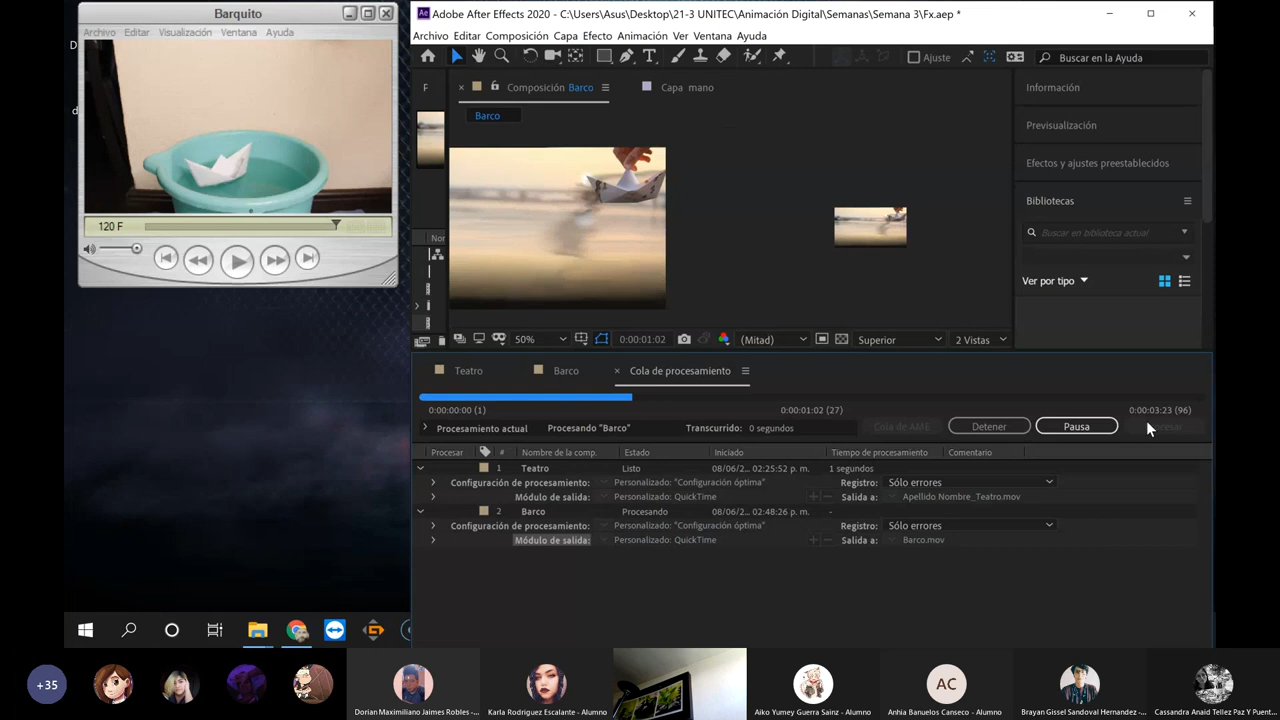 Barquito
Archivo Editar Visualización Ventana Ayuda
120 F
Adobe After Effects 2020 - C:\Users\Asus\Desktop\21-3 UNITEC\Animación Digital\Semanas\Semana 3\Fx.aep *
Archivo Editar Composición Capa Efecto Animación Ver Ventana Ayuda
Ajuste
Buscar en la Ayuda
F
Composición Barco
Capa mano
Barco
Información
Previsualización
Efectos y ajustes preestablecidos
Bibliotecas
Buscar en biblioteca actual
Ver por tipo
50%
0:00:01:02
(Mitad)
Superior
2 Vistas
Teatro
Barco
Cola de procesamiento
0:00:00:00 (1)
0:00:01:02 (27)
0:00:03:23 (96)
Procesamiento actual
Procesando "Barco"
Transcurrido: 0 segundos
Cola de AME
Detener
Pausa
Procesar # Nombre de la comp. Estado Iniciado Tiempo de procesamiento Comentario
1 Teatro Listo 08/06/2... 02:25:52 p. m. 1 segundos
Configuración de procesamiento: Personalizado: "Configuración óptima" Registro: Sólo errores
Módulo de salida: Personalizado: QuickTime Salida a: Apellido Nombre_Teatro.mov
2 Barco Procesando 08/06/2... 02:48:26 p. m. -
Configuración de procesamiento: Personalizado: "Configuración óptima" Registro: Sólo errores
Módulo de salida: Personalizado: QuickTime Salida a: Barco.mov
+35
AC
Dorian Maximiliano Jaimes Robles -...
Karla Rodriguez Escalante - Alumno
Aiko Yumey Guerra Sainz - Alumno
Anhia Banuelos Canseco - Alumno
Brayan Gissel Sandoval Hernandez -...
Cassandra Anaid Tellez Paz Y Puent...